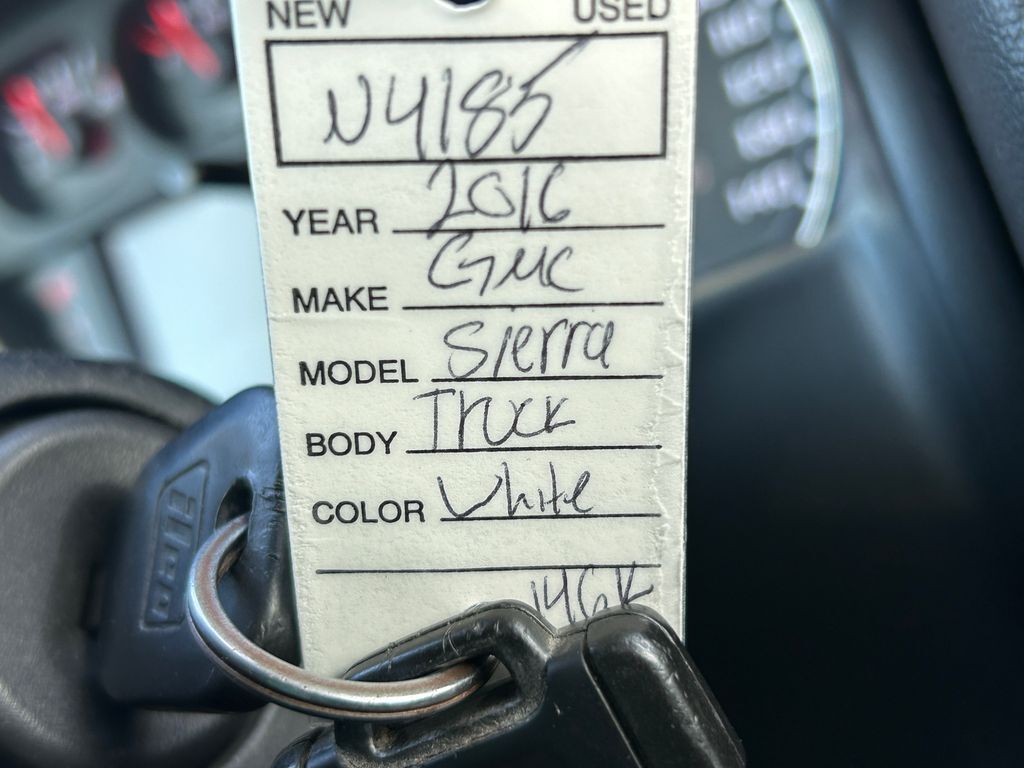 NEW USED
N4185
YEAR 2016
MAKE GMC
MODEL Sierra
BODY Truck
COLOR White
146K